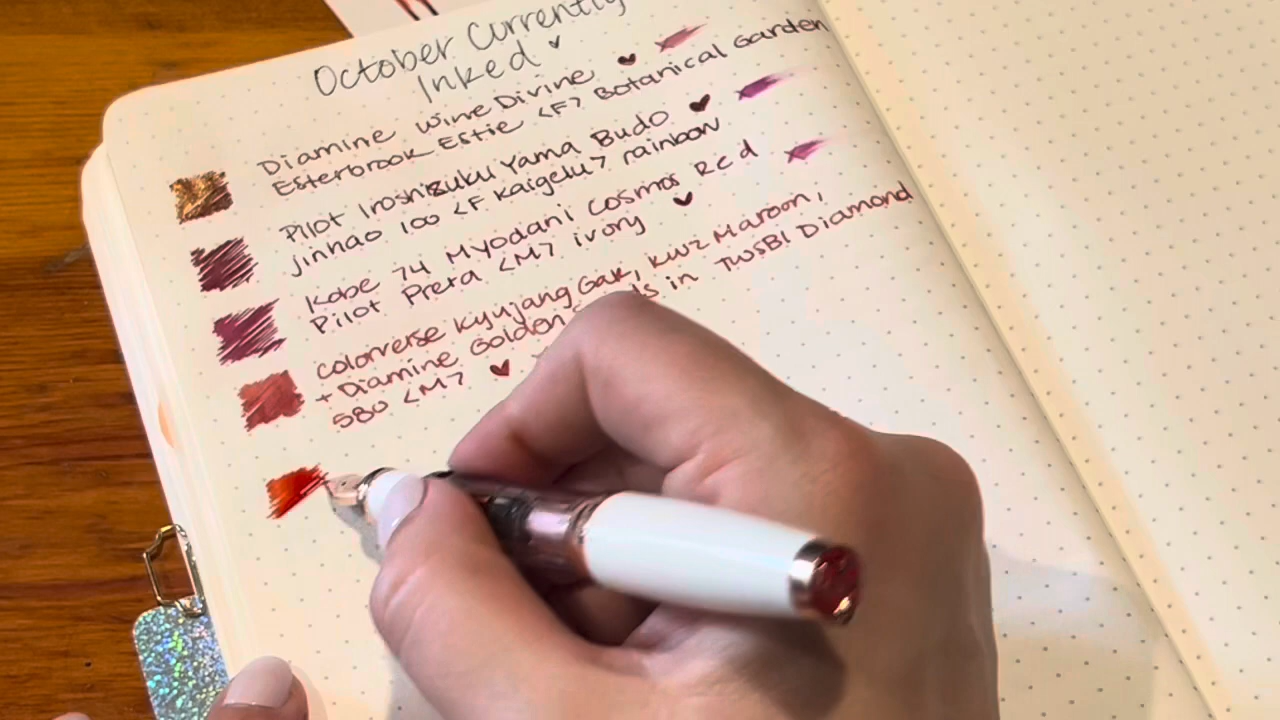 October Currently
Inked
Diamine Wine Divine
Esterbrook Estie <F> Botanical Garden
Pilot Iroshizuku Yama Budo
Jinhao 100 <F Kaigelu> rainbow
Kobe 74 Myodani Cosmos Red
Pilot Prera <M> ivory
Colorverse Kyujang Gak, KWZ Maroon,
+ Diamine Golden in TWSBI Diamond
580 <M>